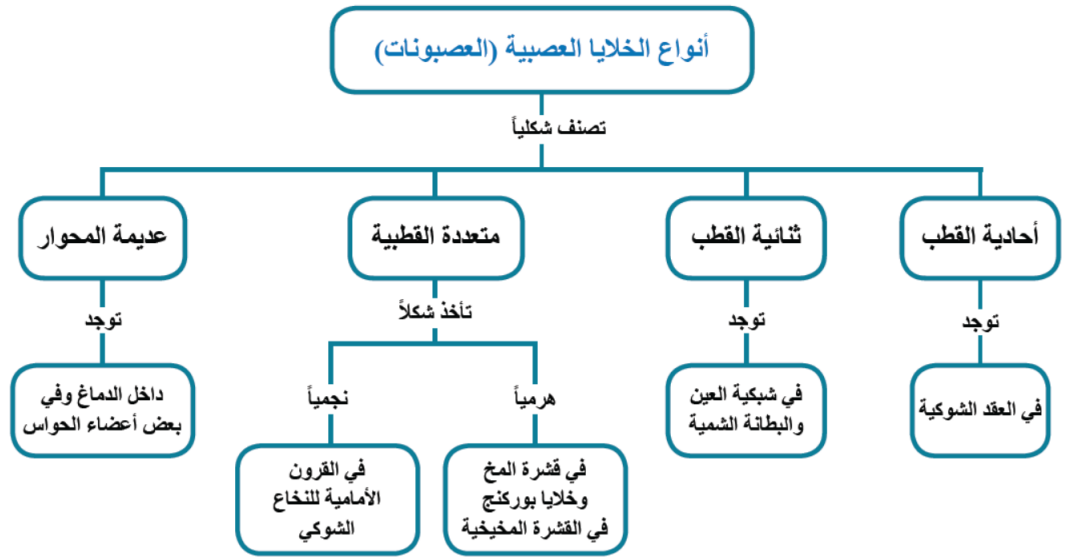 أنواع الخلايا العصبية (العصبونات)
تصنف شكلياً
أحادية القطب
ثنائية القطب
متعددة القطبية
عديمة المحوار
توجد
توجد
تأخذ شكلاً
توجد
في العقد الشوكية
في شبكية العين
والبطانة الشمية
هرمياً
نجمياً
داخل الدماغ وفي
بعض أعضاء الحواس
في قشرة المخ
وخلايا بوركنج
في القشرة المخيخية
في القرون
الأمامية للنخاع
الشوكي